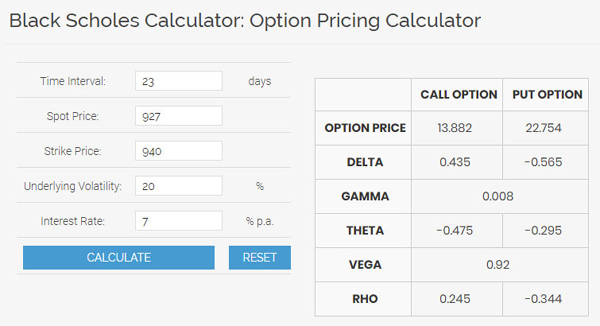 Black Scholes Calculator: Option Pricing Calculator
Time Interval: 23 days
Spot Price: 927
Strike Price: 940
Underlying Volatility: 20 %
Interest Rate: 7 % p.a.
CALCULATE RESET
CALL OPTION PUT OPTION
OPTION PRICE 13.882 22.754
DELTA 0.435 -0.565
GAMMA 0.008
THETA -0.475 -0.295
VEGA 0.92
RHO 0.245 -0.344